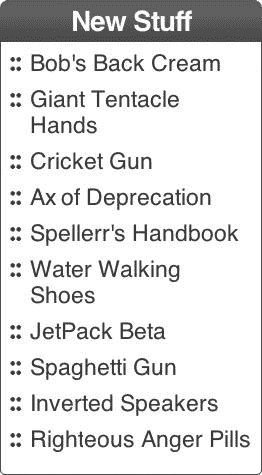 New Stuff
Bob's Back Cream
Giant Tentacle
Hands
Cricket Gun
Ax of Deprecation
Spellerr's Handbook
Water Walking
Shoes
JetPack Beta
Spaghetti Gun
Inverted Speakers
Righteous Anger Pills